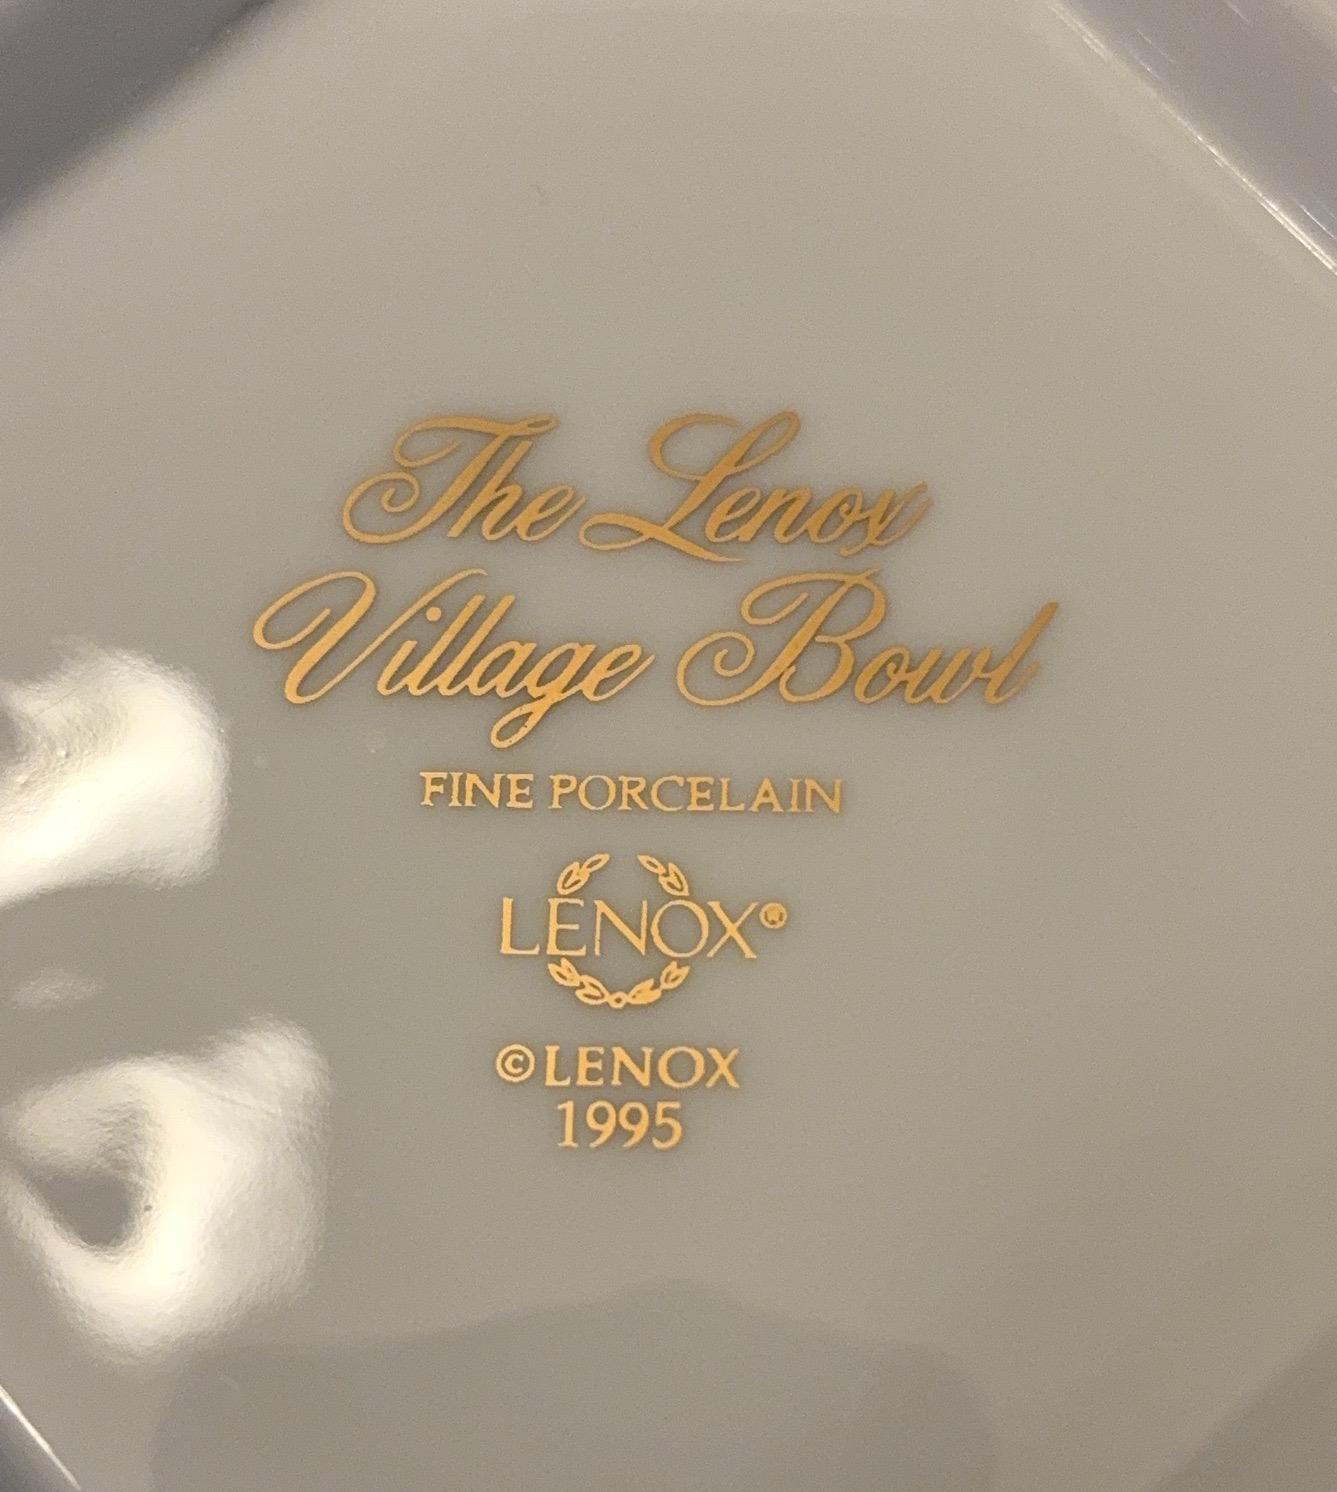 The Lenox
Village Bowl
FINE PORCELAIN
LENOX®
©LENOX
1995